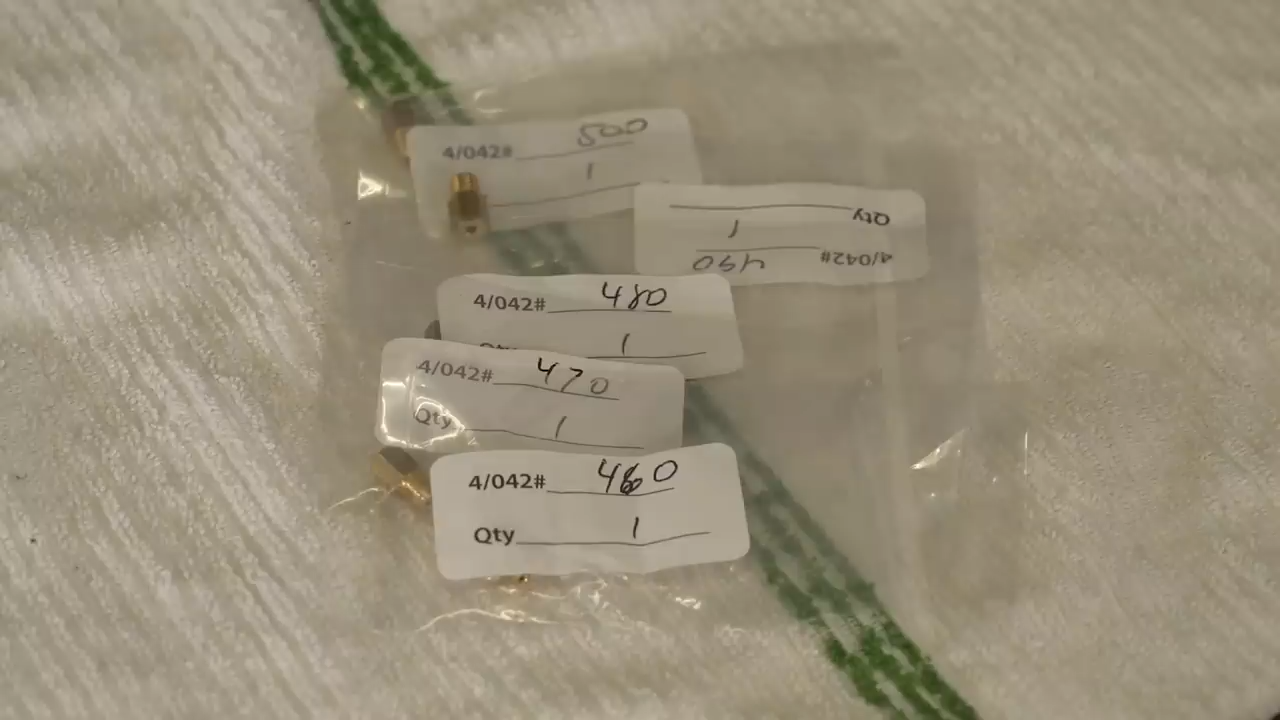 4/042# 500
1
4/042# 490
Qty 1
4/042# 480
1
4/042# 470
Qty 1
4/042# 460
Qty 1